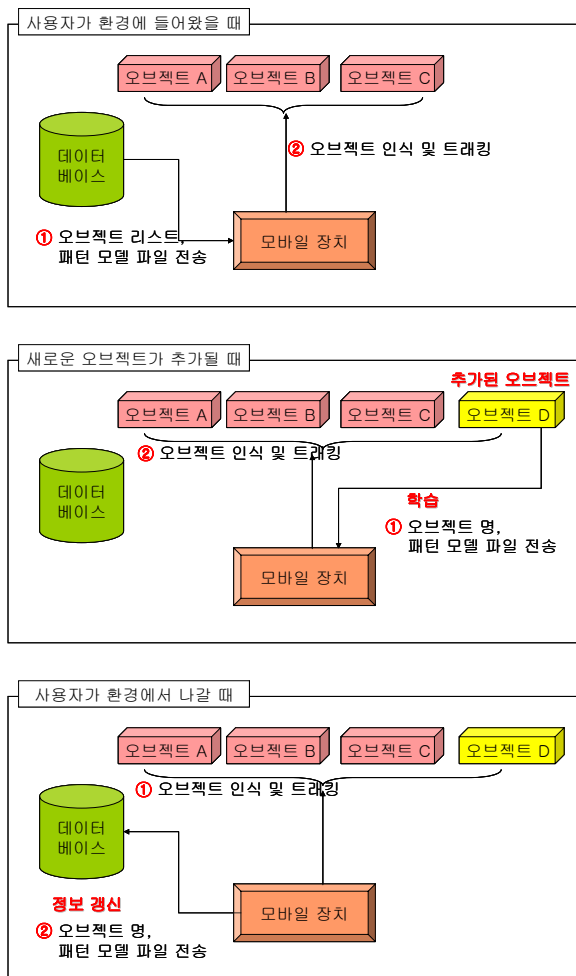 사용자가 환경에 들어왔을 때
오브젝트 A
오브젝트 B
오브젝트 C
데이터
베이스
② 오브젝트 인식 및 트래킹
① 오브젝트 리스트,
패턴 모델 파일 전송
모바일 장치
새로운 오브젝트가 추가될 때
추가된 오브젝트
오브젝트 A
오브젝트 B
오브젝트 C
오브젝트 D
② 오브젝트 인식 및 트래킹
데이터
베이스
학습
① 오브젝트 명,
패턴 모델 파일 전송
모바일 장치
사용자가 환경에서 나갈 때
오브젝트 A
오브젝트 B
오브젝트 C
오브젝트 D
① 오브젝트 인식 및 트래킹
데이터
베이스
정보 갱신
② 오브젝트 명,
패턴 모델 파일 전송
모바일 장치